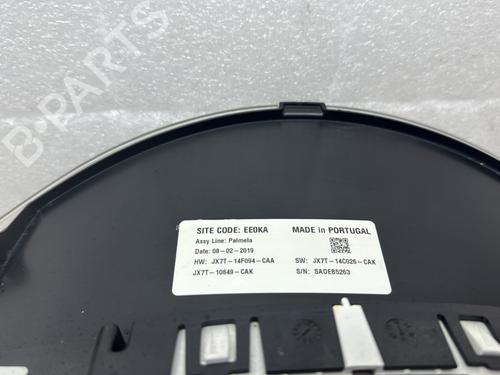 B-PARTS
SITE CODE: EE0KA MADE in PORTUGAL
Assy Line: Palmela
Date: 08-02-2019
HW: JX7T-14F094-CAA SW: JX7T-14C026-CAK
JX7T-10849-CAK S/N: SA0EB5263